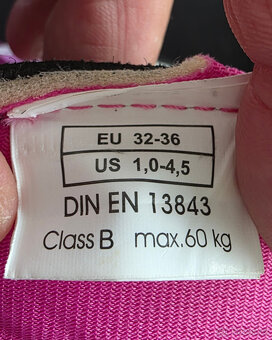 EU 32-36
US 1,0-4,5
DIN EN 13843
Class B max.60 kg